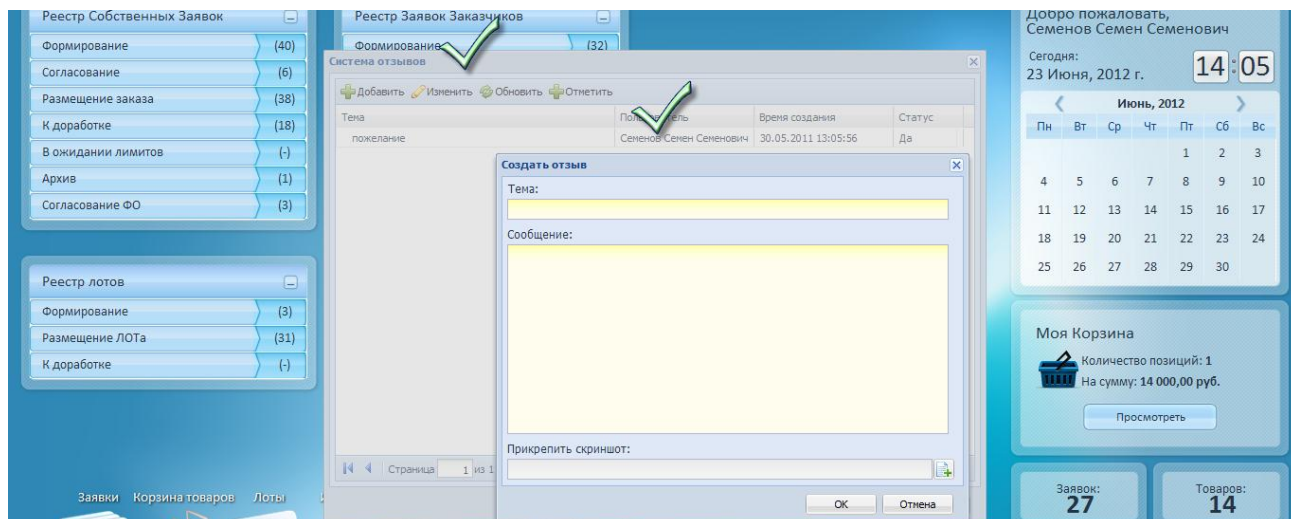 Реестр Собственных Заявок
Формирование (40)
Согласование (6)
Размещение заказа (38)
К доработке (18)
В ожидании лимитов (-)
Архив (1)
Согласование ФО (3)
Реестр лотов
Формирование (3)
Размещение ЛОТа (31)
К доработке (-)
Заявки Корзина товаров Лоты
Реестр Заявок Заказчиков
Формирование (32)
Система отзывов
Добавить Изменить Обновить Отметить
Тема Пользователь Время создания Статус
пожелание Семенов Семен Семенович 30.05.2011 13:05:56 Да
Страница 1 из 1
Создать отзыв
Тема:
Сообщение:
Прикрепить скриншот:
ОК Отмена
Добро пожаловать,
Семенов Семен Семенович
Сегодня:
23 Июня, 2012 г. 14:05
Июнь, 2012
Пн Вт Ср Чт Пт Сб Вс
1 2 3
4 5 6 7 8 9 10
11 12 13 14 15 16 17
18 19 20 21 22 23 24
25 26 27 28 29 30
Моя Корзина
Количество позиций: 1
На сумму: 14 000,00 руб.
Просмотреть
Заявок:
27
Товаров:
14